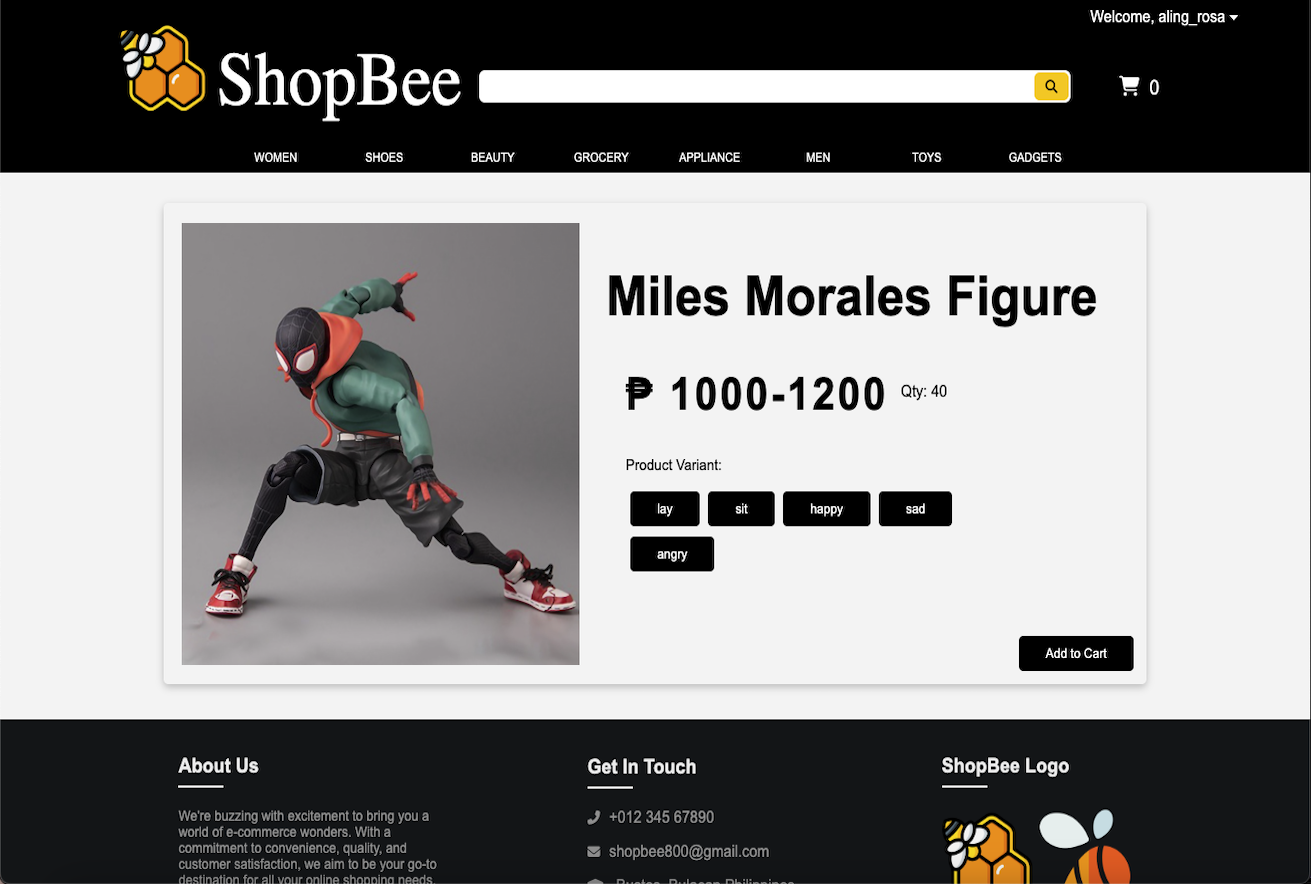 Welcome, aling_rosa
ShopBee
0
WOMEN SHOES BEAUTY GROCERY APPLIANCE MEN TOYS GADGETS
Miles Morales Figure
₱ 1000-1200 Qty: 40
Product Variant:
lay sit happy sad
angry
Add to Cart
About Us
We're buzzing with excitement to bring you a
world of e-commerce wonders. With a
commitment to convenience, quality, and
customer satisfaction, we aim to be your go-to
destination for all your online shopping needs.
Get In Touch
+012 345 67890
shopbee800@gmail.com
Bulacan Philippines
ShopBee Logo